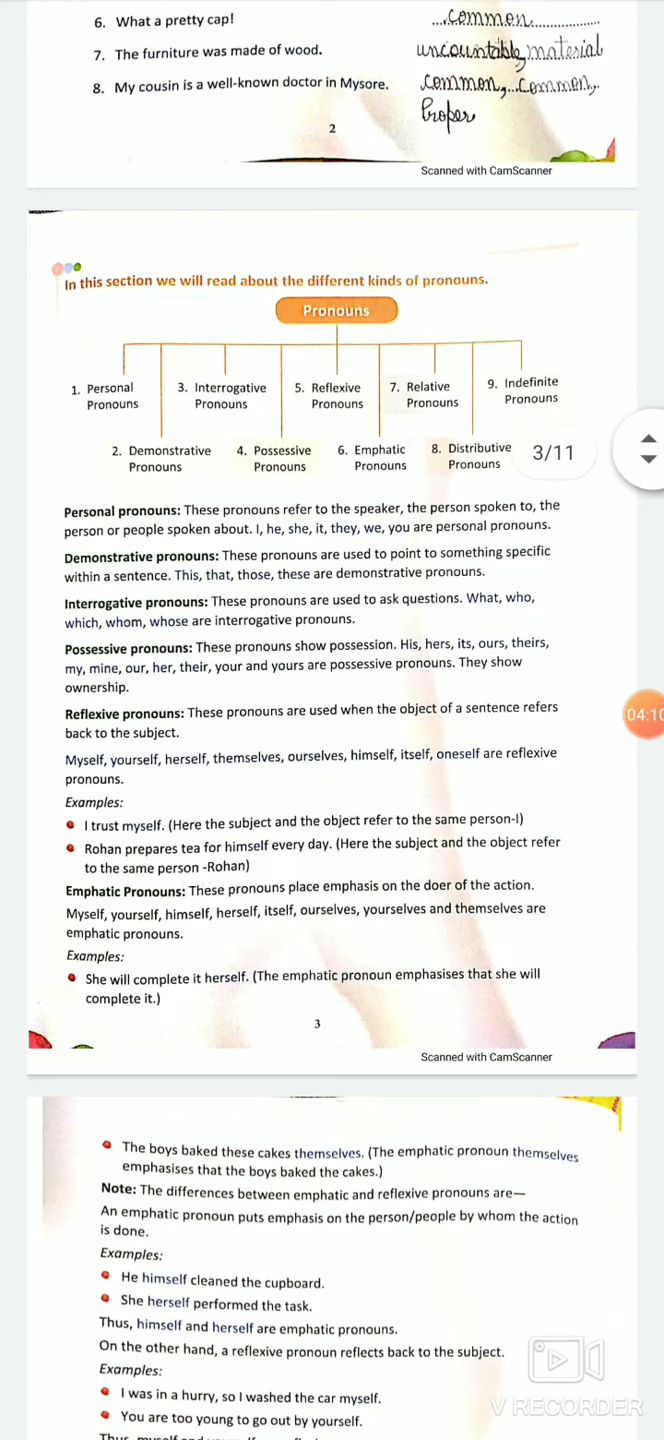 6. What a pretty cap! ...common...............
7. The furniture was made of wood. uncountable, material
8. My cousin is a well-known doctor in Mysore. common,...common,.
Proper
2
Scanned with CamScanner
In this section we will read about the different kinds of pronouns.
Pronouns
1. Personal Pronouns
3. Interrogative Pronouns
5. Reflexive Pronouns
7. Relative Pronouns
9. Indefinite Pronouns
2. Demonstrative Pronouns
4. Possessive Pronouns
6. Emphatic Pronouns
8. Distributive Pronouns
3/11
Personal pronouns: These pronouns refer to the speaker, the person spoken to, the
person or people spoken about. I, he, she, it, they, we, you are personal pronouns.
Demonstrative pronouns: These pronouns are used to point to something specific
within a sentence. This, that, those, these are demonstrative pronouns.
Interrogative pronouns: These pronouns are used to ask questions. What, who,
which, whom, whose are interrogative pronouns.
Possessive pronouns: These pronouns show possession. His, hers, its, ours, theirs,
my, mine, our, her, their, your and yours are possessive pronouns. They show
ownership.
Reflexive pronouns: These pronouns are used when the object of a sentence refers
back to the subject.
04:10
Myself, yourself, herself, themselves, ourselves, himself, itself, oneself are reflexive
pronouns.
Examples:
I trust myself. (Here the subject and the object refer to the same person-I)
Rohan prepares tea for himself every day. (Here the subject and the object refer
to the same person -Rohan)
Emphatic Pronouns: These pronouns place emphasis on the doer of the action.
Myself, yourself, himself, herself, itself, ourselves, yourselves and themselves are
emphatic pronouns.
Examples:
She will complete it herself. (The emphatic pronoun emphasises that she will
complete it.)
3
Scanned with CamScanner
The boys baked these cakes themselves. (The emphatic pronoun themselves
emphasises that the boys baked the cakes.)
Note: The differences between emphatic and reflexive pronouns are—
An emphatic pronoun puts emphasis on the person/people by whom the action
is done.
Examples:
He himself cleaned the cupboard.
She herself performed the task.
Thus, himself and herself are emphatic pronouns.
On the other hand, a reflexive pronoun reflects back to the subject.
Examples:
I was in a hurry, so I washed the car myself.
You are too young to go out by yourself.
V RECORDER